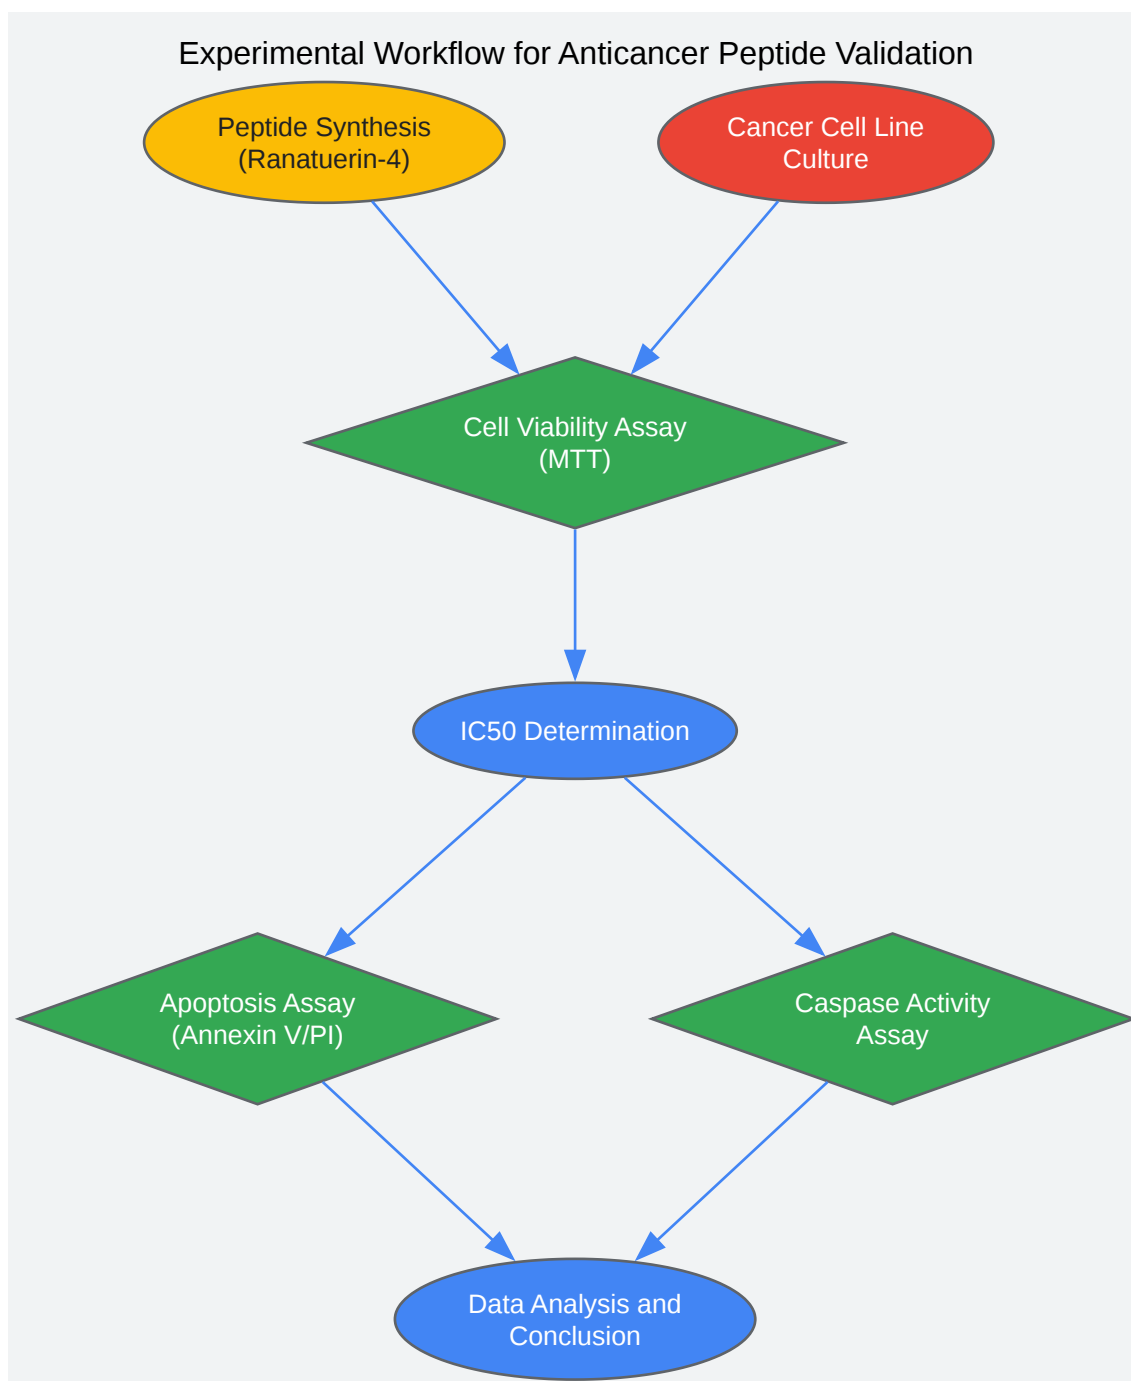 Experimental Workflow for Anticancer Peptide Validation
Peptide Synthesis
(Ranatuerin-4)
Cancer Cell Line
Culture
Cell Viability Assay
(MTT)
IC50 Determination
Apoptosis Assay
(Annexin V/PI)
Caspase Activity
Assay
Data Analysis and
Conclusion